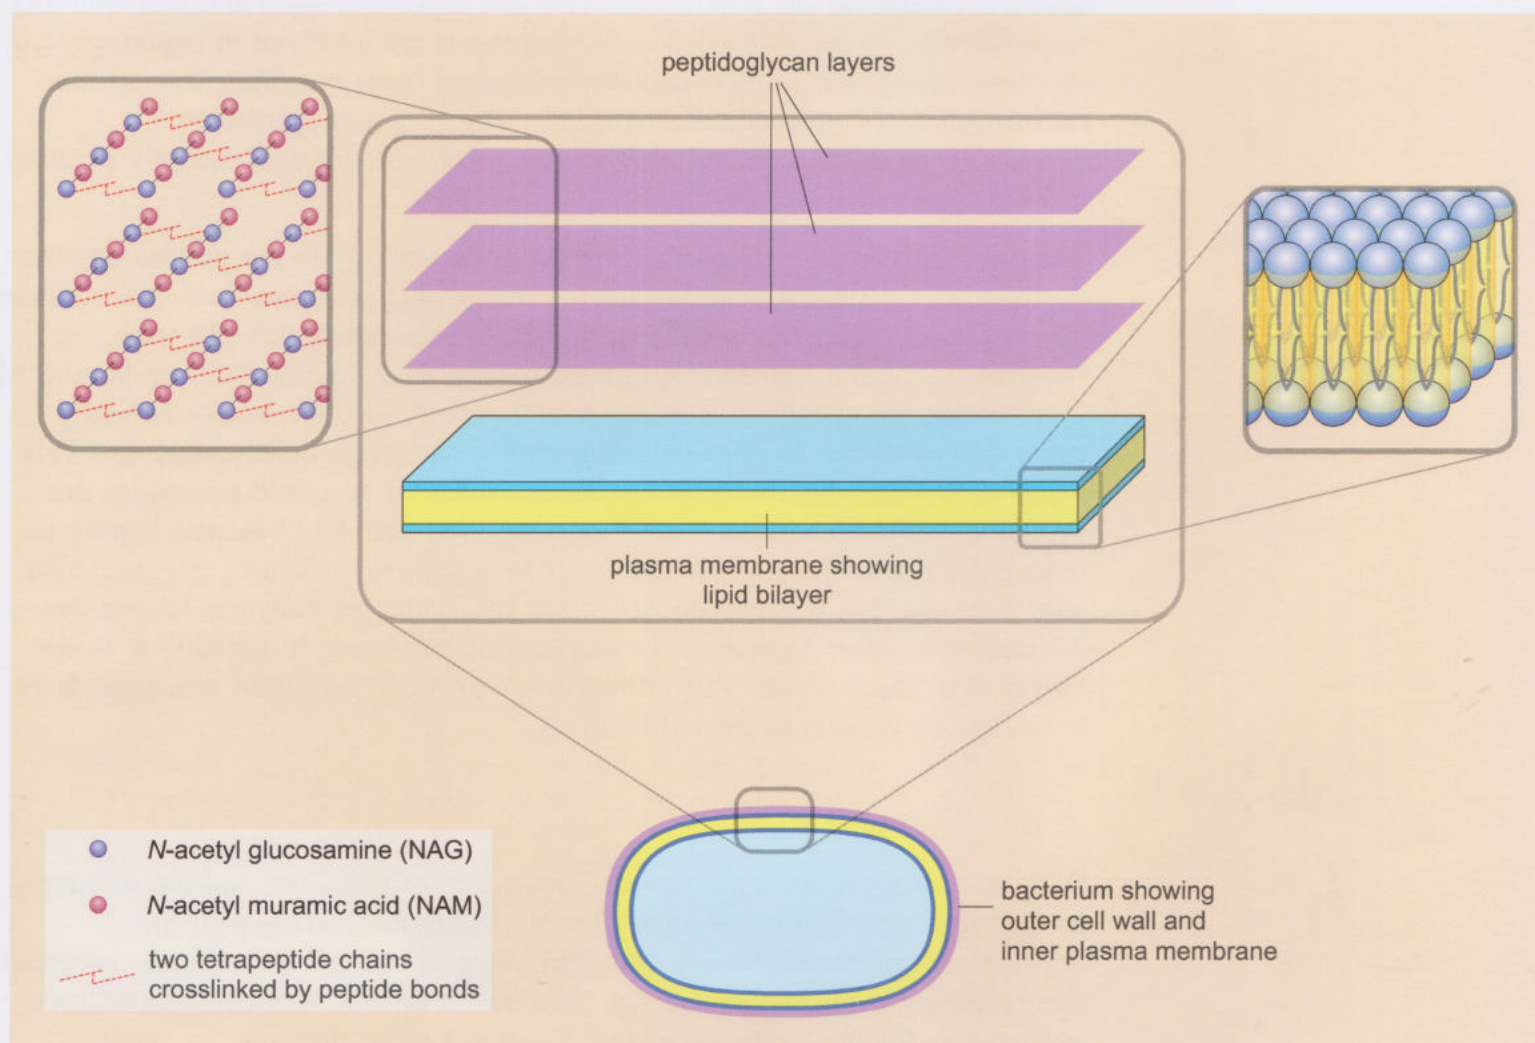 peptidoglycan layers
plasma membrane showing
lipid bilayer
N-acetyl glucosamine (NAG)
N-acetyl muramic acid (NAM)
two tetrapeptide chains
crosslinked by peptide bonds
bacterium showing
outer cell wall and
inner plasma membrane